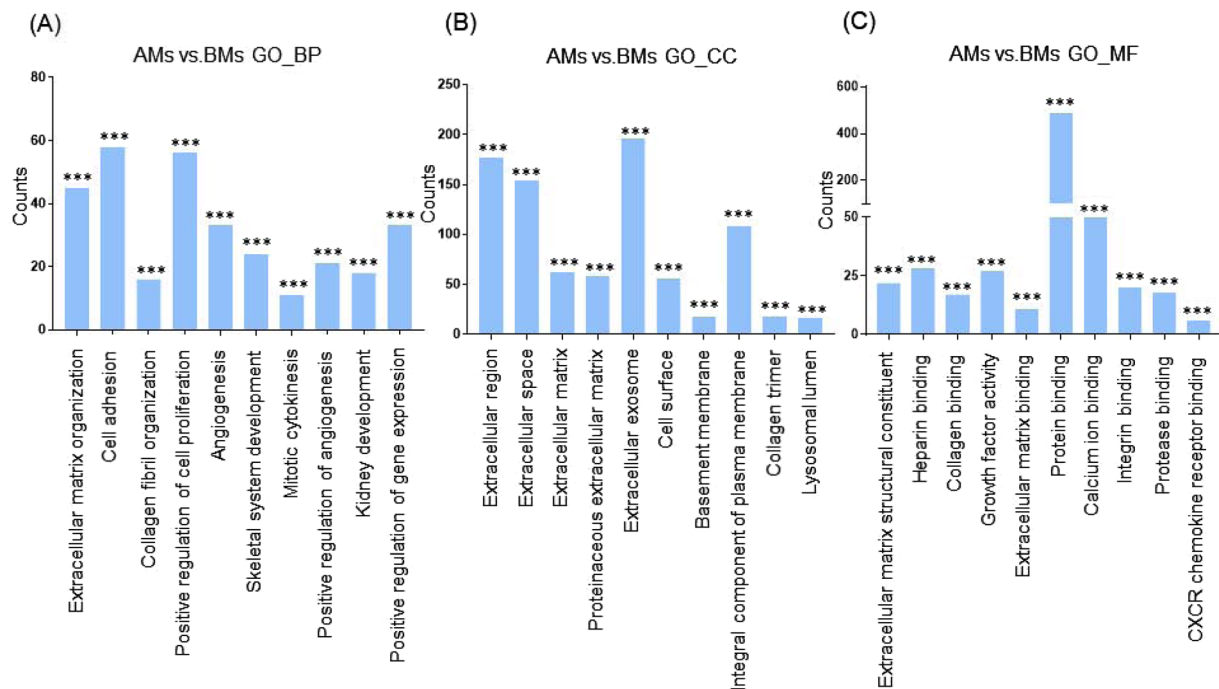 (A)
AMs vs.BMs GO_BP
Counts
80
60
40
20
0
***
***
***
***
***
***
***
***
***
***
Extracellular matrix organization
Cell adhesion
Collagen fibril organization
Positive regulation of cell proliferation
Angiogenesis
Skeletal system development
Mitotic cytokinesis
Positive regulation of angiogenesis
Kidney development
Positive regulation of gene expression
(B)
AMs vs.BMs GO_CC
Counts
250
200
150
100
50
0
***
***
***
***
***
***
***
***
***
***
Extracellular region
Extracellular space
Extracellular matrix
Proteinaceous extracellular matrix
Extracellular exosome
Cell surface
Basement membrane
Integral component of plasma membrane
Collagen trimer
Lysosomal lumen
(C)
AMs vs.BMs GO_MF
Counts
600
400
200
50
25
0
***
***
***
***
***
***
***
***
***
***
Extracellular matrix structural constituent
Heparin binding
Collagen binding
Growth factor activity
Extracellular matrix binding
Protein binding
Calcium ion binding
Integrin binding
Protease binding
CXCR chemokine receptor binding